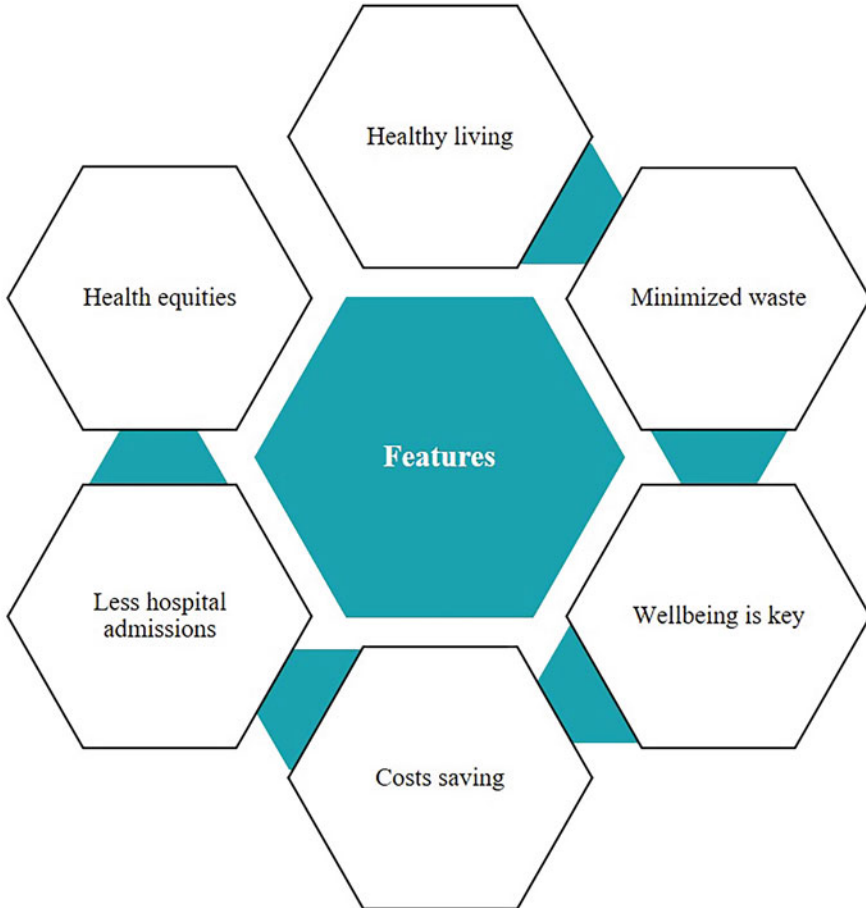 Healthy living
Health equities
Minimized waste
Features
Less hospital
admissions
Wellbeing is key
Costs saving